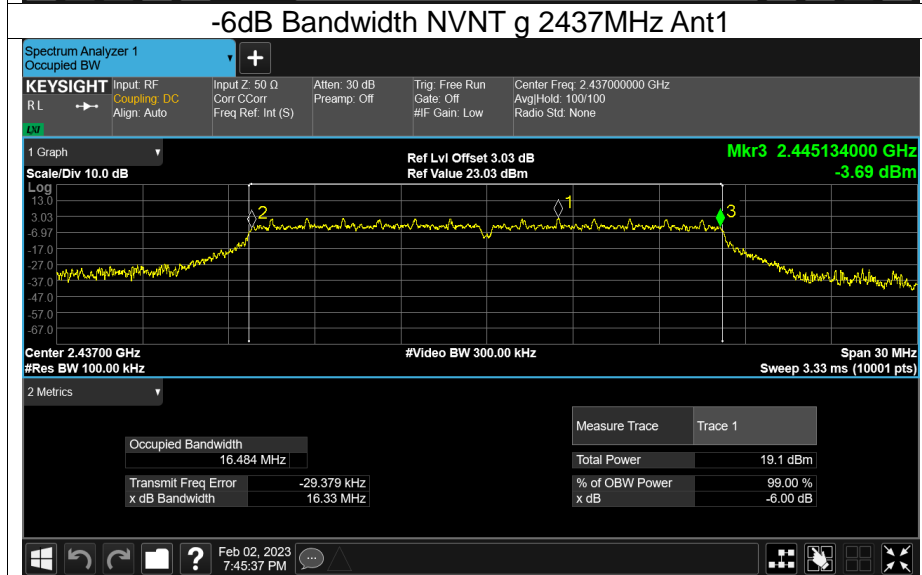 -6dB Bandwidth NVNT g 2437MHz Ant1
Spectrum Analyzer 1
Occupied BW
KEYSIGHT
R L
LXI
Input: RF
Coupling: DC
Align: Auto
Input Z: 50 Ω
Corr CCorr
Freq Ref: Int (S)
Atten: 30 dB
Preamp: Off
Trig: Free Run
Gate: Off
#IF Gain: Low
Center Freq: 2.437000000 GHz
Avg|Hold: 100/100
Radio Std: None
1 Graph
Scale/Div 10.0 dB
Ref Lvl Offset 3.03 dB
Ref Value 23.03 dBm
Mkr3 2.445134000 GHz
-3.69 dBm
Log
13.0
3.03
-6.97
-17.0
-27.0
-37.0
-47.0
-57.0
-67.0
2
1
3
Center 2.43700 GHz
#Res BW 100.00 kHz
#Video BW 300.00 kHz
Span 30 MHz
Sweep 3.33 ms (10001 pts)
2 Metrics
Occupied Bandwidth
16.484 MHz
Transmit Freq Error -29.379 kHz
x dB Bandwidth 16.33 MHz
Measure Trace Trace 1
Total Power 19.1 dBm
% of OBW Power 99.00 %
x dB -6.00 dB
?
Feb 02, 2023
7:45:37 PM